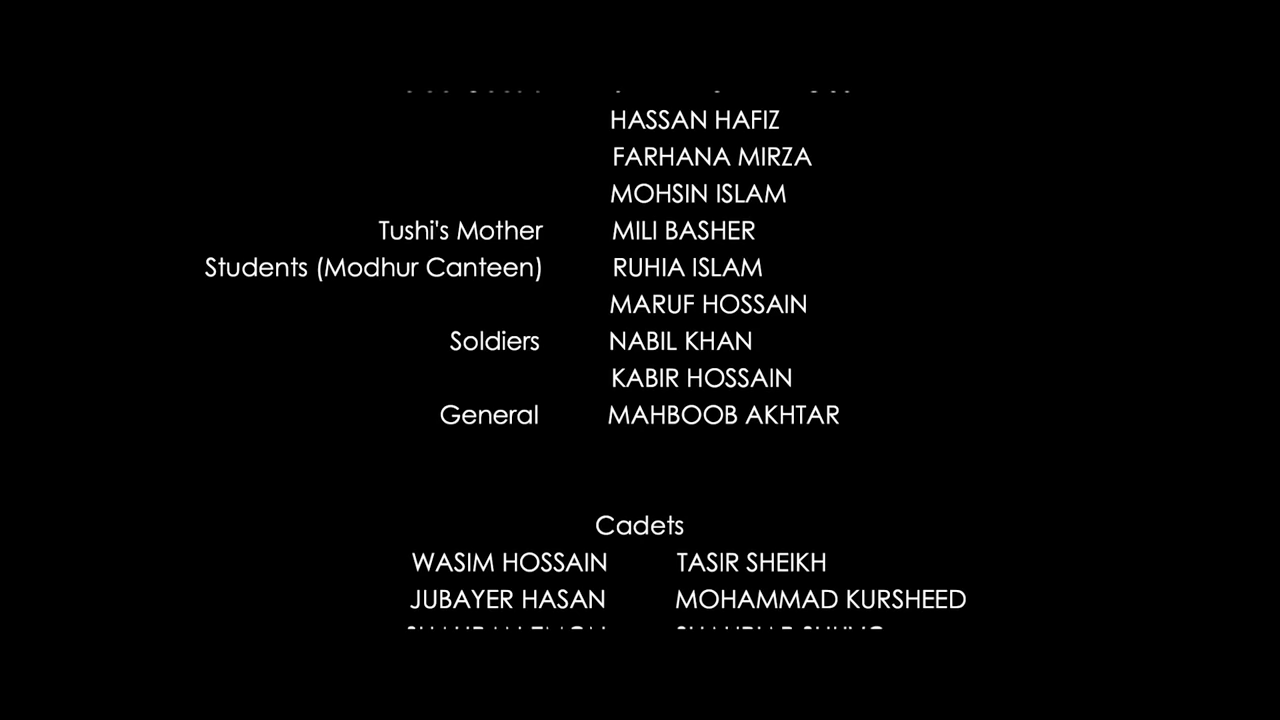 HASSAN HAFIZ
FARHANA MIRZA
MOHSIN ISLAM
Tushi's Mother MILI BASHER
Students (Modhur Canteen) RUHIA ISLAM
MARUF HOSSAIN
Soldiers NABIL KHAN
KABIR HOSSAIN
General MAHBOOB AKHTAR
Cadets
WASIM HOSSAIN TASIR SHEIKH
JUBAYER HASAN MOHAMMAD KURSHEED